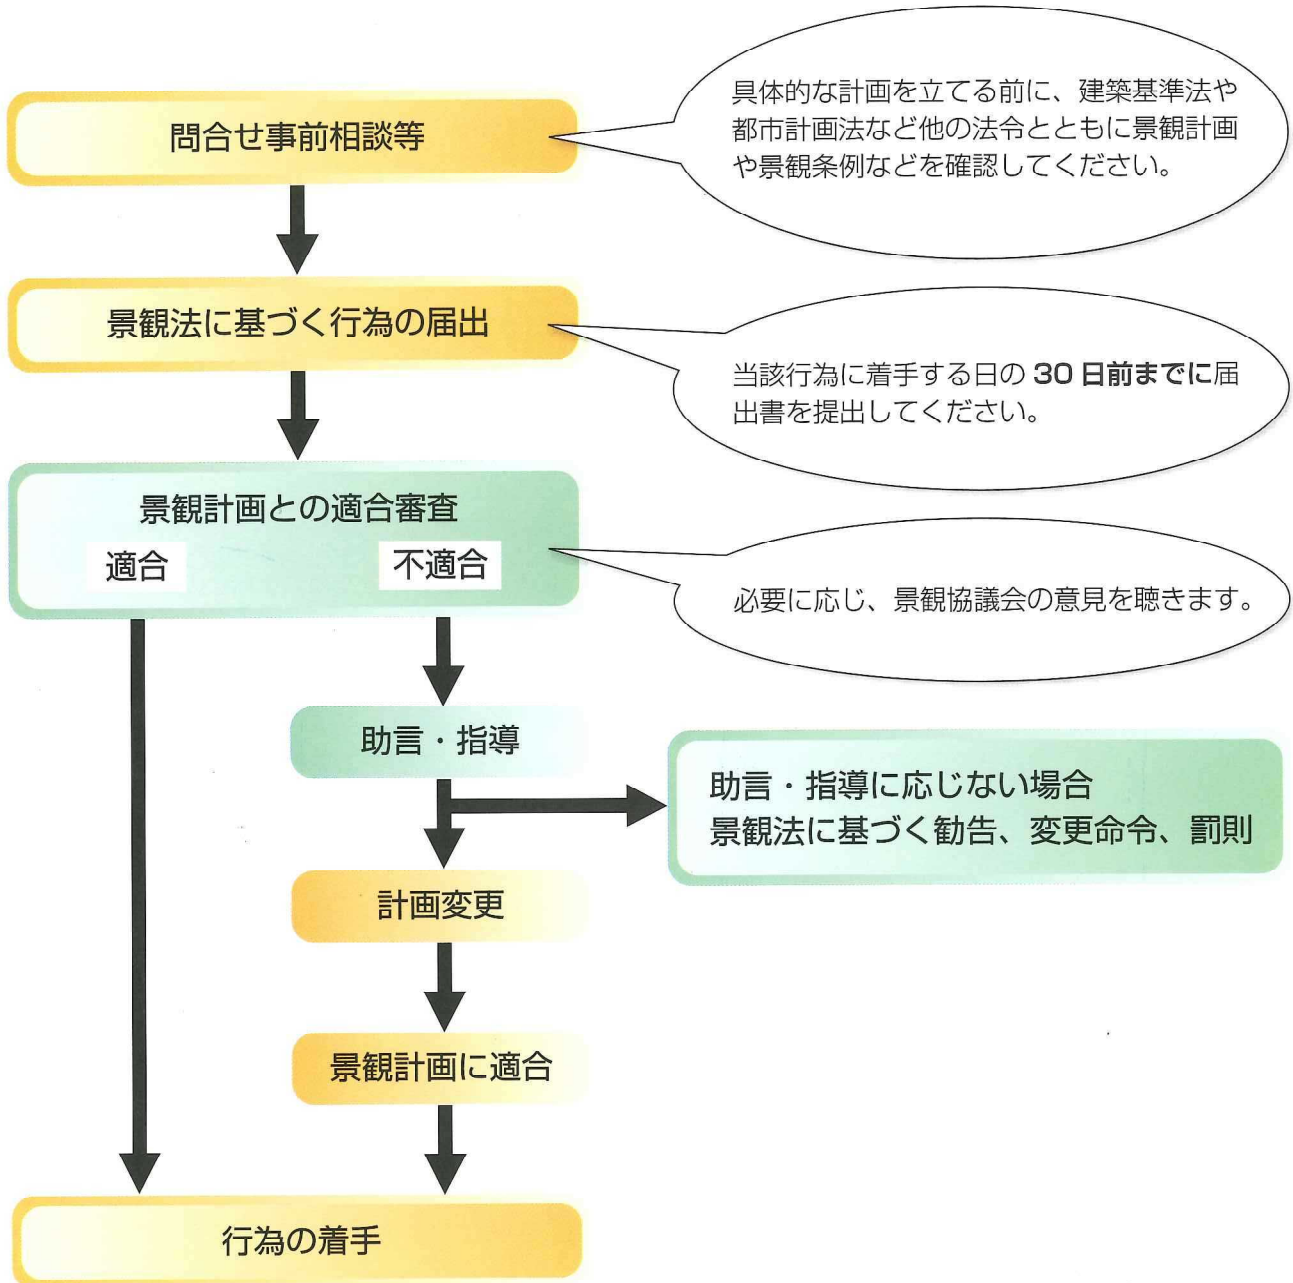 問合せ事前相談等
具体的な計画を立てる前に、建築基準法や
都市計画法など他の法令とともに景観計画
や景観条例などを確認してください。
景観法に基づく行為の届出
当該行為に着手する日の 30 日前までに届
出書を提出してください。
景観計画との適合審査
適合
不適合
必要に応じ、景観協議会の意見を聴きます。
助言・指導
助言・指導に応じない場合
景観法に基づく勧告、変更命令、罰則
計画変更
景観計画に適合
行為の着手